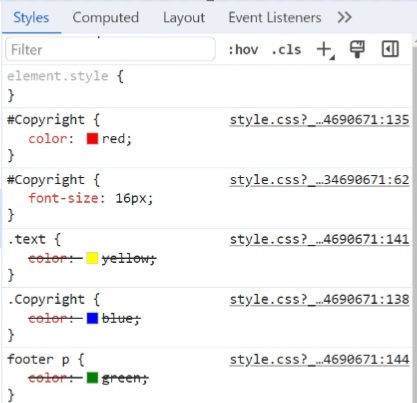 Styles Computed Layout Event Listeners
Filter :hov .cls
element.style {
}
#Copyright { style.css?_…4690671:135
color: red;
}
#Copyright { style.css?_…34690671:62
font-size: 16px;
}
.text { style.css?_…4690671:141
color: yellow;
}
.Copyright { style.css?_…4690671:138
color: blue;
}
footer p { style.css?_…4690671:144
color: green;
}